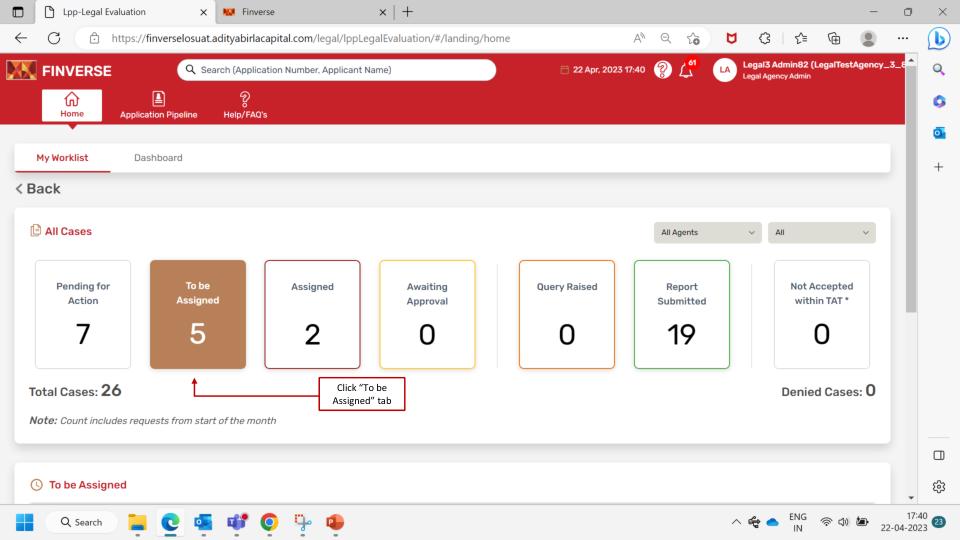 Lpp-Legal Evaluation
Finverse
https://finverselosuat.adityabirlacapital.com/legal/lppLegalEvaluation/#/landing/home
FINVERSE
Search (Application Number, Applicant Name)
22 Apr, 2023 17:40
61
LA
Legal3 Admin82 (LegalTestAgency_3_
Legal Agency Admin
Home
Application Pipeline
Help/FAQ's
My Worklist
Dashboard
Back
All Cases
All Agents
All
Pending for
Action
7
To be
Assigned
5
Assigned
2
Awaiting
Approval
0
Query Raised
0
Report
Submitted
19
Not Accepted
within TAT *
0
Total Cases: 26
Click “To be
Assigned” tab
Denied Cases: 0
Note: Count includes requests from start of the month
To be Assigned
Search
ENG
IN
17:40
22-04-2023
23